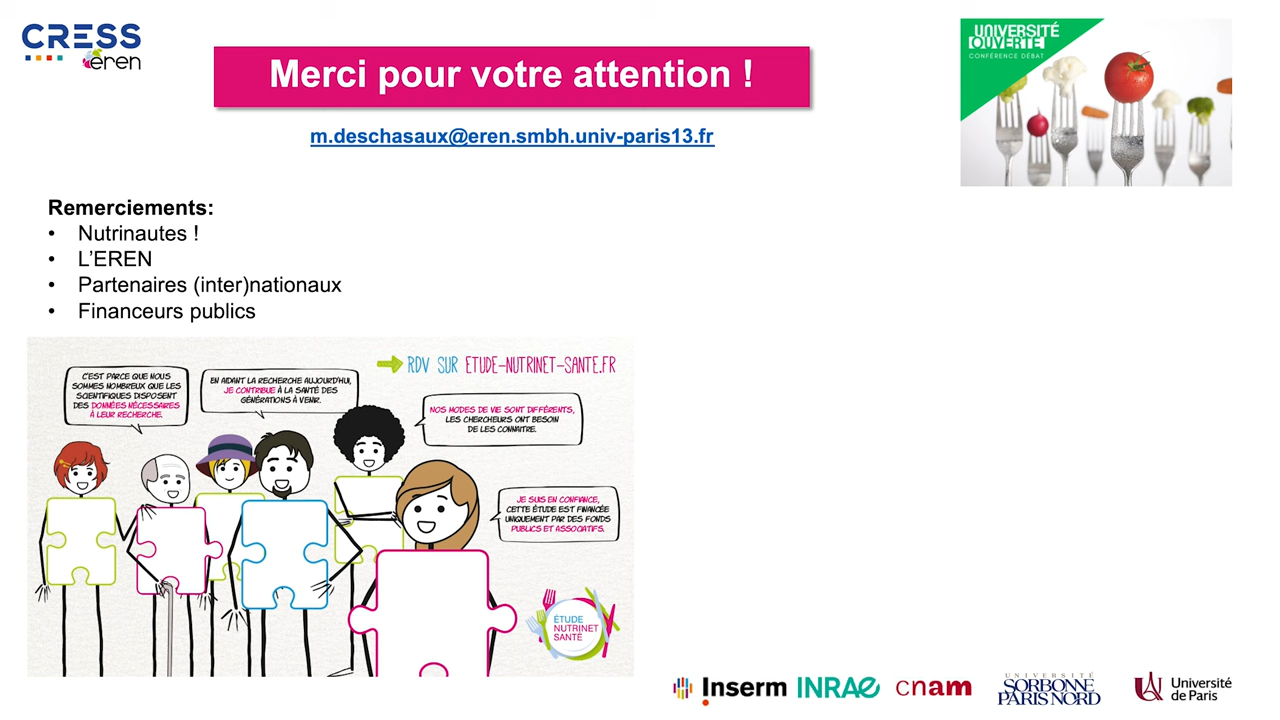 CRESS
eren
Merci pour votre attention !
m.deschasaux@eren.smbh.univ-paris13.fr
UNIVERSITÉ
OUVERTE
CONFÉRENCE DÉBAT
Remerciements:
• Nutrinautes !
• L'EREN
• Partenaires (inter)nationaux
• Financeurs publics
RDV SUR ETUDE-NUTRINET-SANTE.FR
C'EST PARCE QUE NOUS
SOMMES NOMBREUX QUE LES
SCIENTIFIQUES DISPOSENT
DES DONNÉES NÉCESSAIRES
À LEUR RECHERCHE.
EN AIDANT LA RECHERCHE AUJOURD'HUI,
JE CONTRIBUE À LA SANTÉ DES
GÉNÉRATIONS À VENIR.
NOS MODES DE VIE SONT DIFFÉRENTS,
LES CHERCHEURS ONT BESOIN
DE LES CONNAITRE.
JE SUIS EN CONFIANCE,
CETTE ÉTUDE EST FINANCÉE
UNIQUEMENT PAR DES FONDS
PUBLICS ET ASSOCIATIFS.
ÉTUDE
NUTRINET
SANTÉ
Inserm
INRAE
cnam
UNIVERSITÉ
SORBONNE
PARIS NORD
Université
de Paris